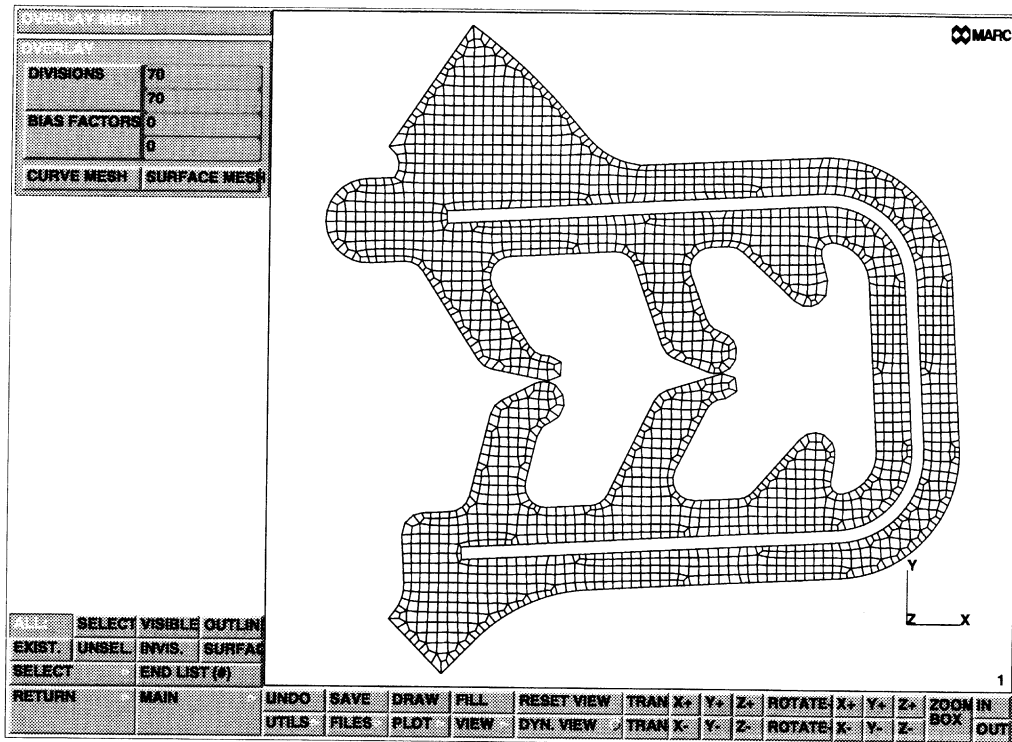 OVERLAY MESH
OVERLAY
DIVISIONS 70
70
BIAS FACTORS 0
0
CURVE MESH SURFACE MESH
MARC
Y
Z X
1
ALL: SELECT VISIBLE OUTLIN
EXIST. UNSEL. INVIS. SURFAC
SELECT END LIST (#)
RETURN MAIN UNDO SAVE DRAW FILL RESET VIEW TRAN X+ Y+ Z+ ROTATE+ X+ Y+ Z+ ZOOM IN
UTILS FILES PLOT VIEW DYN. VIEW TRAN X- Y- Z- ROTATE- X- Y- Z- BOX OUT